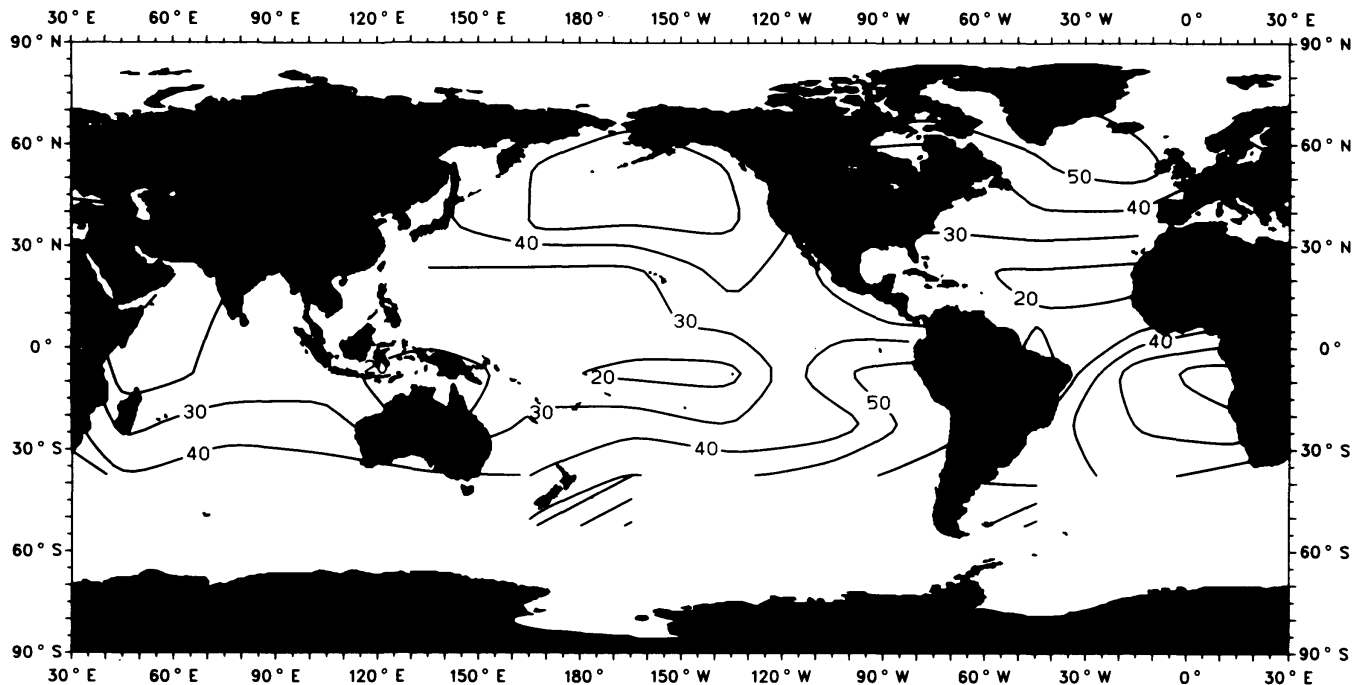 30° E 60° E 90° E 120° E 150° E 180° 150° W 120° W 90° W 60° W 30° W 0° 30° E
90° N 90° N
60° N 60° N
50
40
30
30° N 40 30° N
20
30
40
0° 0°
20 20
50
30 30
40 40
30° S 30° S
60° S 60° S
90° S 90° S
30° E 60° E 90° E 120° E 150° E 180° 150° W 120° W 90° W 60° W 30° W 0° 30° E